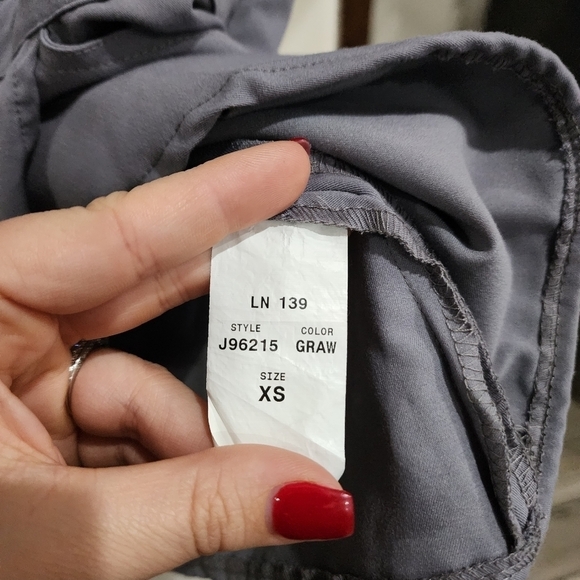 LN 139
STYLE COLOR
J96215 GRAW
SIZE
XS